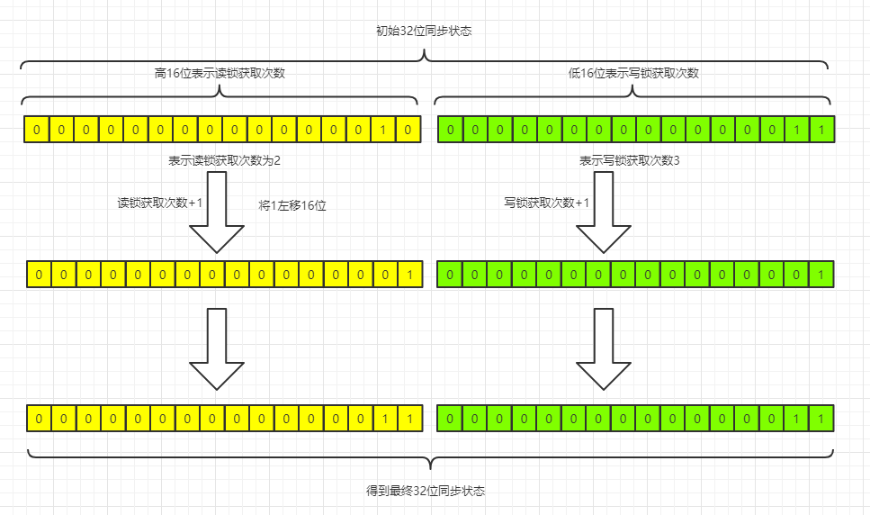 初始32位同步状态
高16位表示读锁获取次数 低16位表示写锁获取次数
0 0 0 0 0 0 0 0 0 0 0 0 0 0 1 0 0 0 0 0 0 0 0 0 0 0 0 0 0 0 1 1
表示读锁获取次数为2 表示写锁获取次数3
读锁获取次数+1 将1左移16位 写锁获取次数+1
0 0 0 0 0 0 0 0 0 0 0 0 0 0 0 1 0 0 0 0 0 0 0 0 0 0 0 0 0 0 0 1
0 0 0 0 0 0 0 0 0 0 0 0 0 0 1 1 0 0 0 0 0 0 0 0 0 0 0 0 0 0 1 1
得到最终32位同步状态